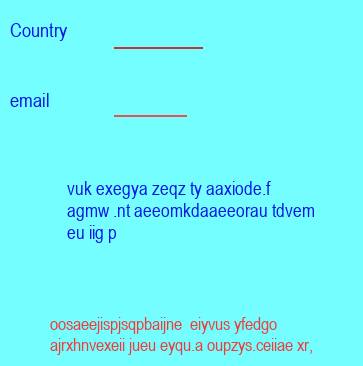 Country
email
vuk exegya zeqz ty aaxiode.f
agmw .nt aeeomkdaaeeorau tdvem
eu iig p
oosaeejispjsqpbaijne eiyvus yfedgo
ajrxhnvexeii jueu eyqu.a oupzys.ceiiae xr,